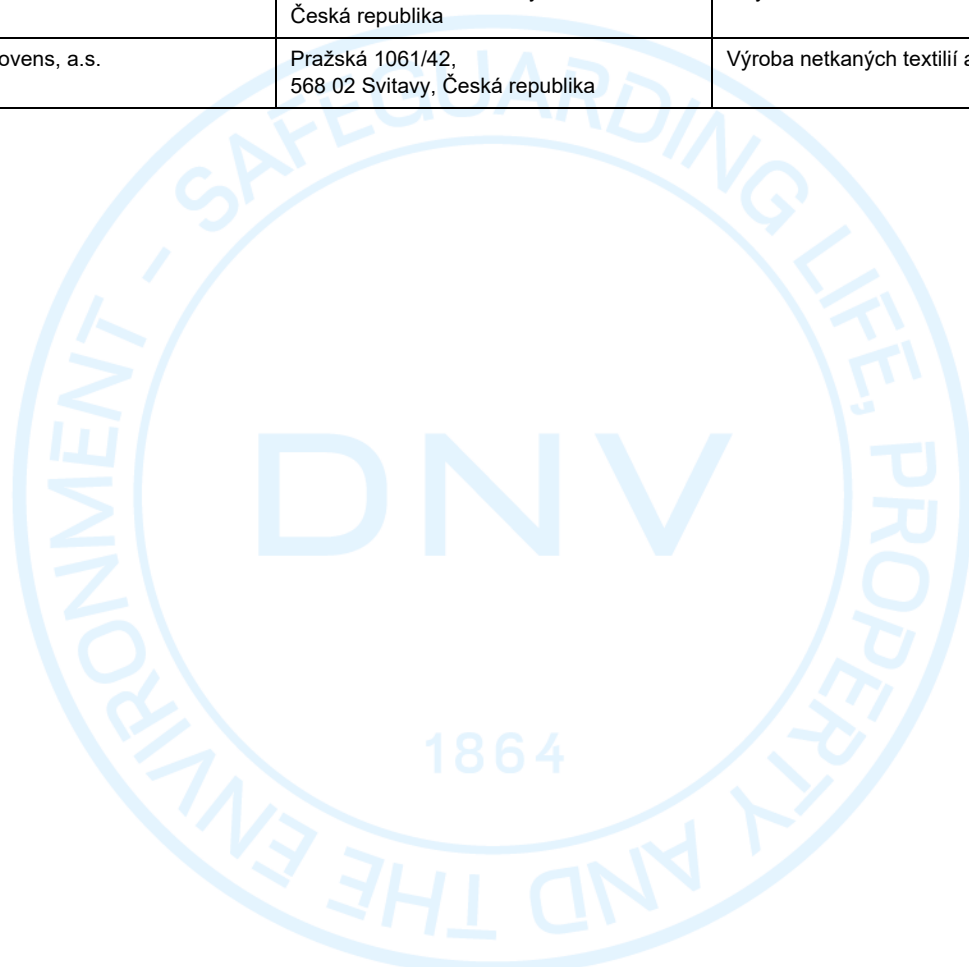 Česká republika
ovens, a.s.
Pražská 1061/42,
568 02 Svitavy, Česká republika
Výroba netkaných textilií a
SAFEGUARDING LIFE, PROPERTY AND THE ENVIRONMENT -
DNV
1864